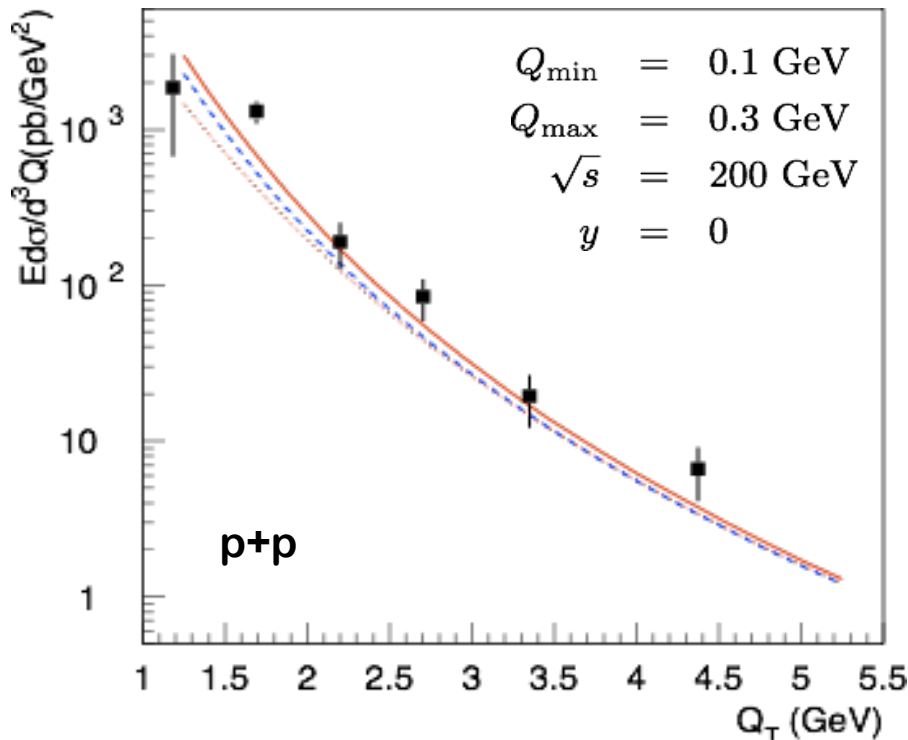 Edσ/d³Q(pb/GeV²)
Q_min = 0.1 GeV
Q_max = 0.3 GeV
√s = 200 GeV
y = 0
10³
10²
10
1
p+p
1 1.5 2 2.5 3 3.5 4 4.5 5 5.5
Q_T (GeV)